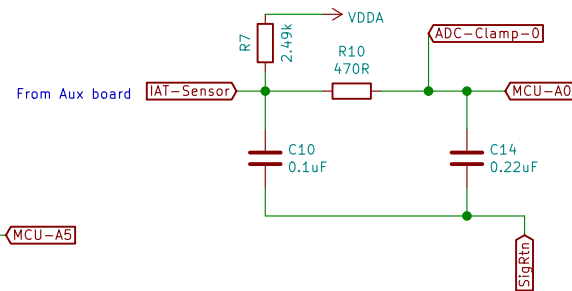 VDDA
R7
2.49k
ADC-Clamp-0
R10
470R
From Aux board
IAT-Sensor
MCU-A0
C10
0.1uF
C14
0.22uF
MCU-A5
SigRtn